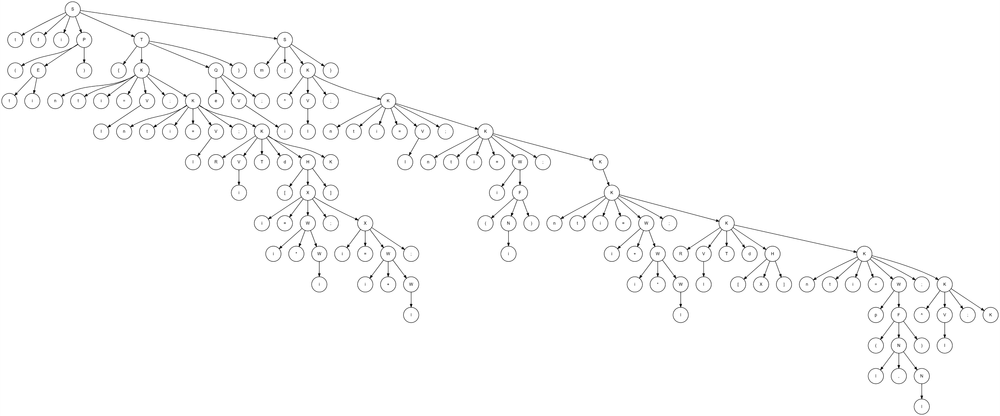 S
t f i P T S
( E ) { K Q } m { K }
t i n t i = V ; K e V ; ^ V ; K
l n t i = V ; K i l n t i = V ; K
l R V T d H K l n t i = W ; K
i [ X ] i F K
i = W ; X ( N ) n t i = W ; K
i * W i = W ; i i + W R V T d H K
i i + W i * W l [ X ] n t i = W ; K
l l p F ^ V ; K
( N ) l
l , N
l